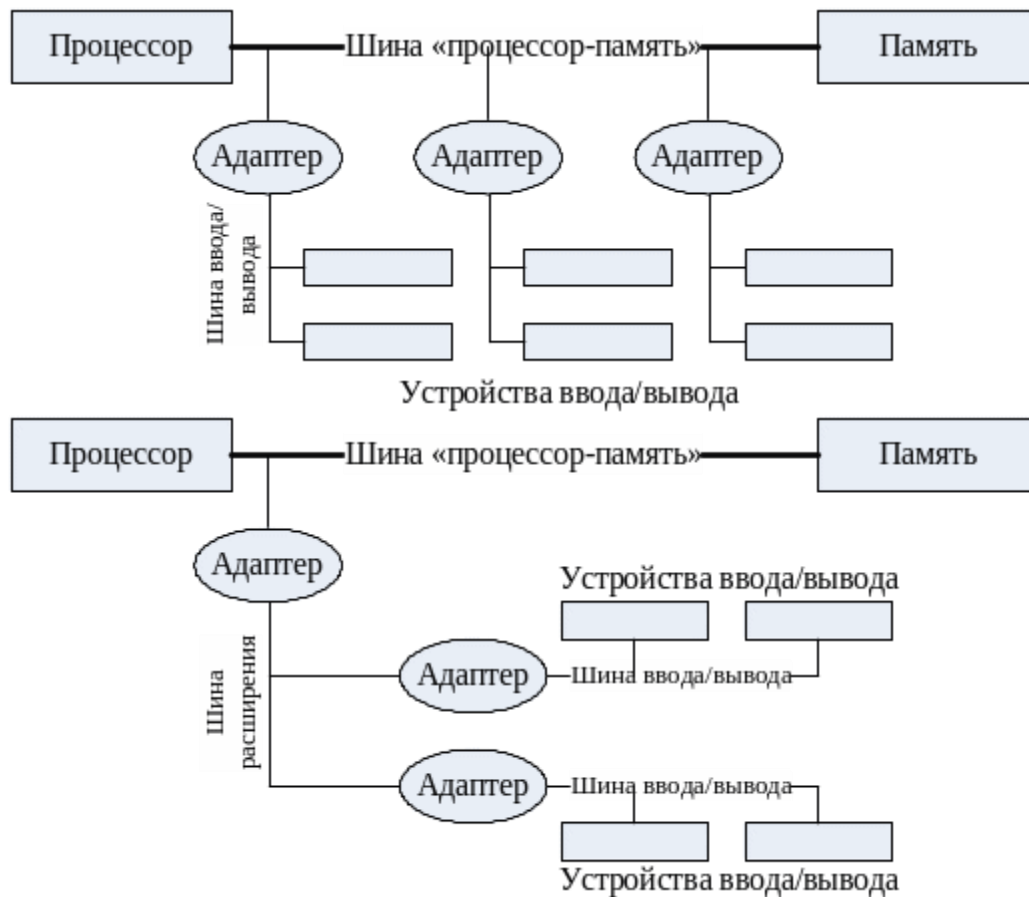 Процессор
Шина «процессор-память»
Память
Адаптер
Адаптер
Адаптер
Шина ввода/
вывода
Устройства ввода/вывода
Процессор
Шина «процессор-память»
Память
Адаптер
Устройства ввода/вывода
Шина
расширения
Адаптер
Шина ввода/вывода
Адаптер
Шина ввода/вывода
Устройства ввода/вывода